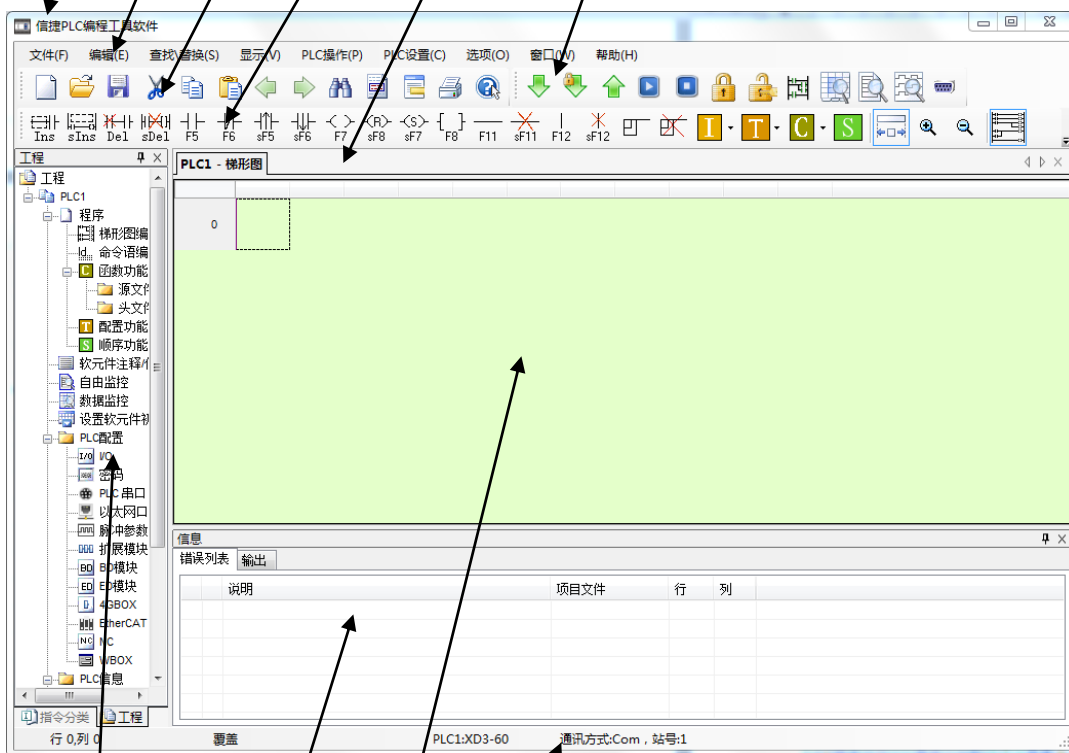 信捷PLC编程工具软件
文件(F) 编辑(E) 查找\替换(S) 显示(V) PLC操作(P) PLC设置(C) 选项(O) 窗口(W) 帮助(H)
Ins sIns Del sDel F5 F6 sF5 sF6 F7 sF8 sF7 F8 F11 sF11 F12 sF12 I T C S
工程
PLC1 - 梯形图
工程
PLC1
程序
梯形图编
命令语编
函数功能
源文件
头文件
配置功能
顺序功能
软元件注释/
自由监控
数据监控
设置软元件初
PLC配置
I/O
密码
PLC 串口
以太网口
脉冲参数
扩展模块
BD模块
ED模块
4GBOX
EtherCAT
NC
WBOX
PLC信息
指令分类 工程
0
信息
错误列表 输出
说明 项目文件 行 列
行 0,列 0 覆盖 PLC1:XD3-60 通讯方式:Com，站号:1